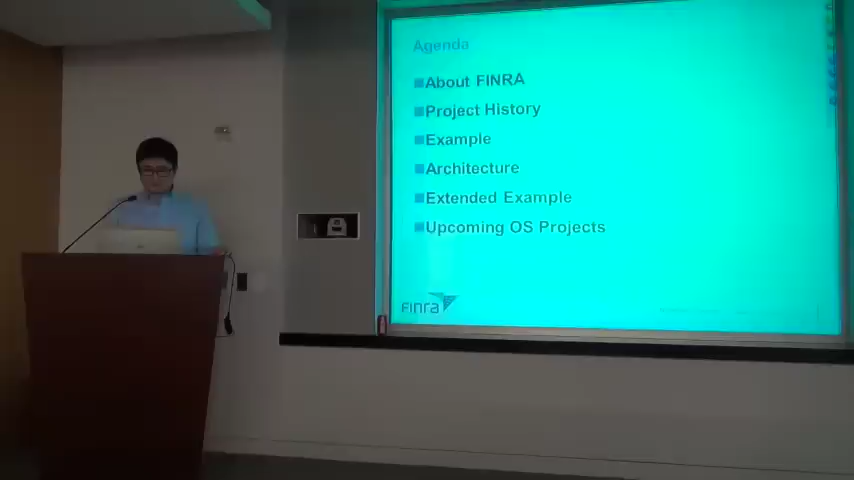 Agenda
About FINRA
Project History
Example
Architecture
Extended Example
Upcoming OS Projects
Finra